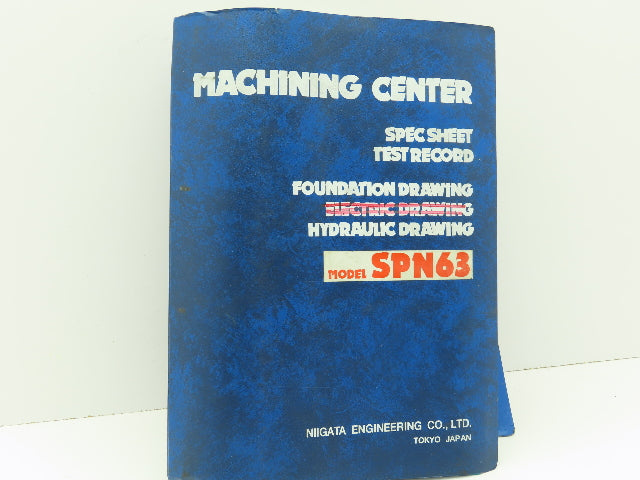 MACHINING CENTER
SPEC SHEET
TEST RECORD
FOUNDATION DRAWING
ELECTRIC DRAWING
HYDRAULIC DRAWING
MODEL SPN63
NIIGATA ENGINEERING CO., LTD.
TOKYO JAPAN